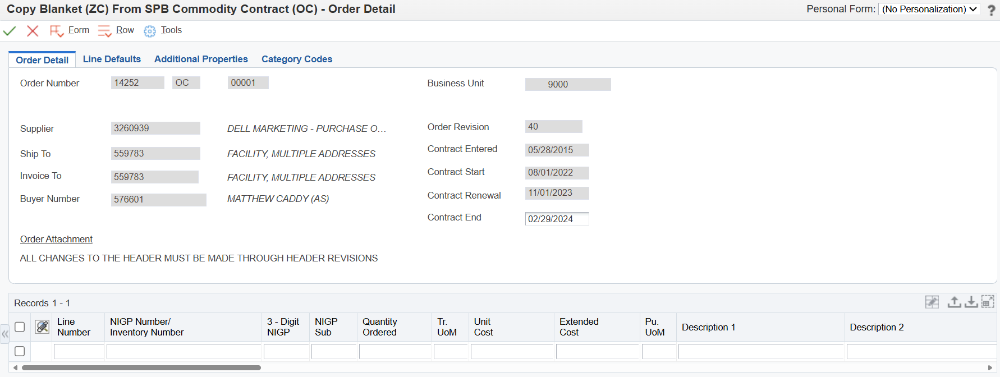 Copy Blanket (ZC) From SPB Commodity Contract (OC) - Order Detail
Personal Form: (No Personalization) ?
Form Row Tools
Order Detail Line Defaults Additional Properties Category Codes
Order Number 14252 OC 00001 Business Unit 9000
Supplier 3260939 DELL MARKETING - PURCHASE O… Order Revision 40
Contract Entered 05/28/2015
Ship To 559783 FACILITY, MULTIPLE ADDRESSES
Contract Start 08/01/2022
Invoice To 559783 FACILITY, MULTIPLE ADDRESSES
Contract Renewal 11/01/2023
Buyer Number 576601 MATTHEW CADDY (AS)
Contract End 02/29/2024
Order Attachment
ALL CHANGES TO THE HEADER MUST BE MADE THROUGH HEADER REVISIONS
Records 1 - 1
Line NIGP Number/ 3 - Digit NIGP Quantity Tr. Unit Extended Pu. Description 1 Description 2
Number Inventory Number NIGP Sub Ordered UoM Cost Cost UoM